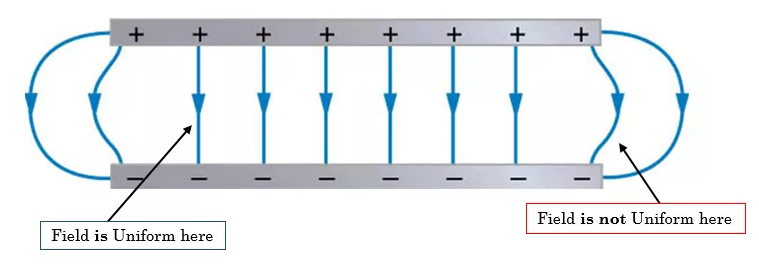 + + + + + + + +
− − − − − − − −
Field is Uniform here
Field is not Uniform here